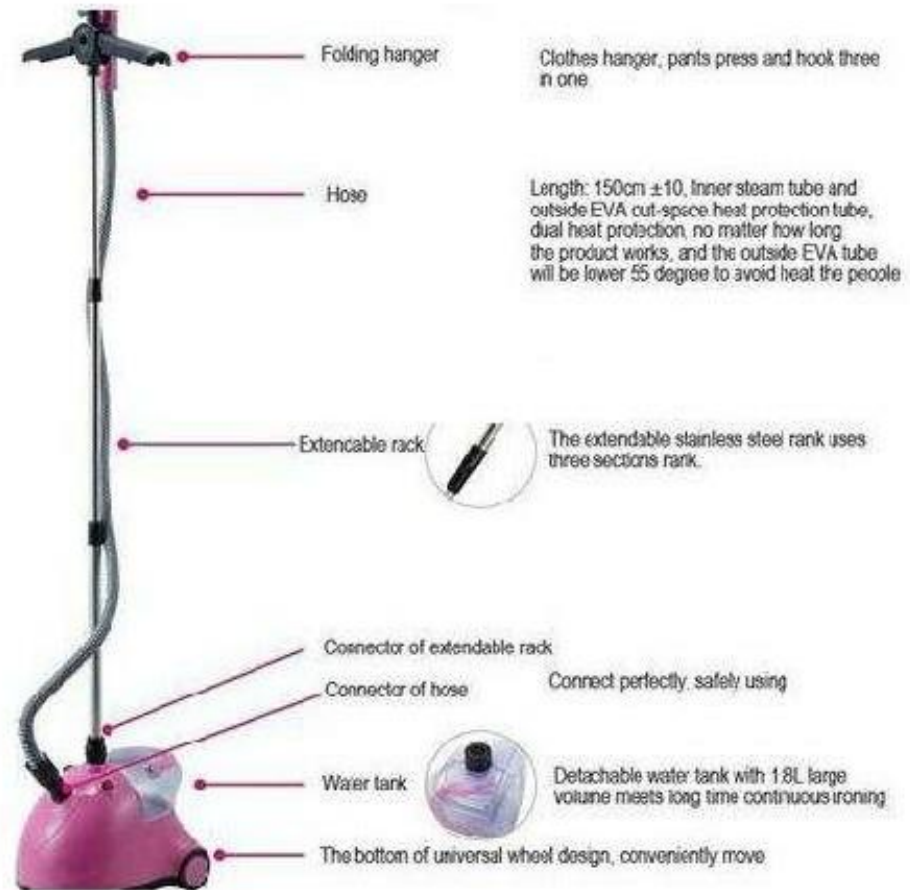 Folding hanger
Clothes hanger, pants press and hook three
in one
Hose
Length: 150cm ±10, Inner steam tube and
outside EVA cut-space heat protection tube,
dual heat protection, no matter how long
the product works, and the outside EVA tube
will be lower 55 degree to avoid heat the people
Extencable rack
The extendable stainless steel rank uses
three sections rank.
Connector of extendable rack
Connector of hose
Connect perfectly, safely using
Water tank
Detachable water tank with 1.8L large
volume meets long time continuous ironing
The bottom of universal wheel design, conveniently move